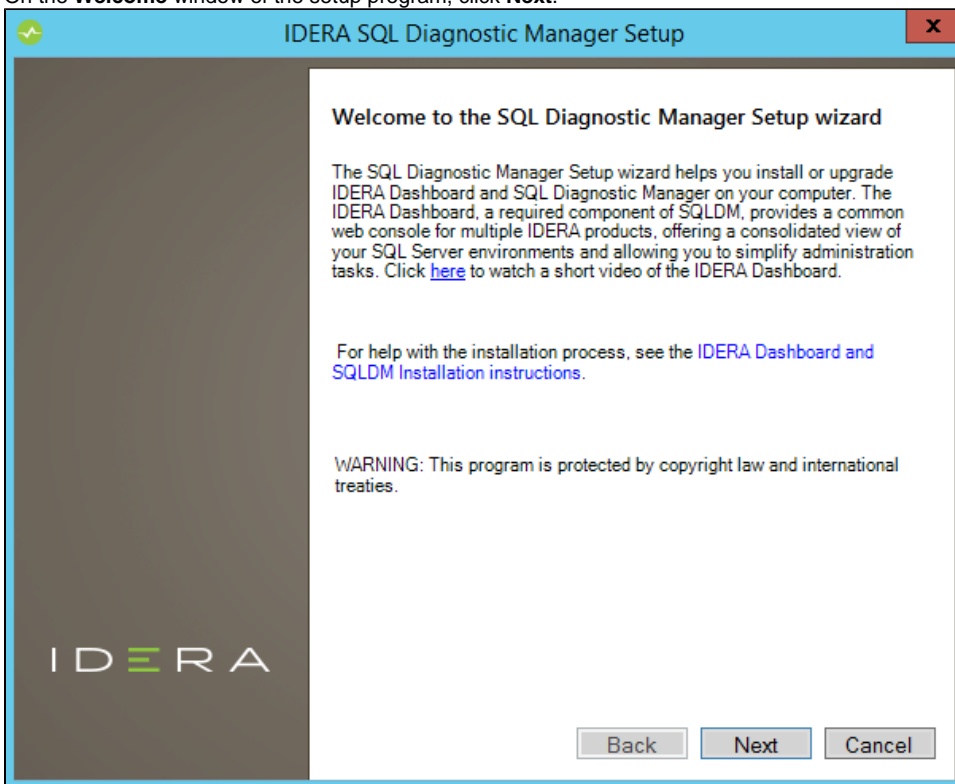 On the Welcome window of the setup program, click Next.
IDERA SQL Diagnostic Manager Setup
x
Welcome to the SQL Diagnostic Manager Setup wizard
The SQL Diagnostic Manager Setup wizard helps you install or upgrade
IDERA Dashboard and SQL Diagnostic Manager on your computer. The
IDERA Dashboard, a required component of SQLDM, provides a common
web console for multiple IDERA products, offering a consolidated view of
your SQL Server environments and allowing you to simplify administration
tasks. Click here to watch a short video of the IDERA Dashboard.
For help with the installation process, see the IDERA Dashboard and
SQLDM Installation instructions.
WARNING: This program is protected by copyright law and international
treaties.
IDERA
Back Next Cancel